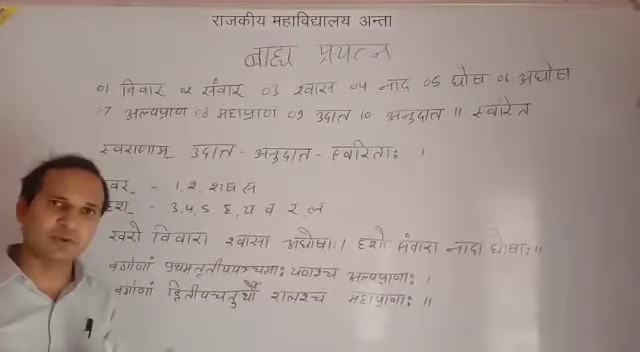 राजकीय महाविद्यालय अन्ता
बाह्य प्रयत्न
01 विवार 02 संवार 03 श्वास 04 नाद 05 घोष 06 अघोष
07 अल्पप्राण 08 महाप्राण 09 उदात्त 10 अनुदात्त 11 स्वरित
स्वराणाम् उदात्त - अनुदात्त - स्वरिताः ।
खर् - 1, 2, श ष स
हश् - 3, 4, 5, ह, य व र ल
खरो विवारा श्वासा अघोषाः । हशो संवारा नादा घोषाः ॥
वर्गाणां प्रथमतृतीयपञ्चमाः यणश्च अल्पप्राणाः ।
वर्गाणां द्वितीयचतुर्थौ शलश्च महाप्राणाः ॥